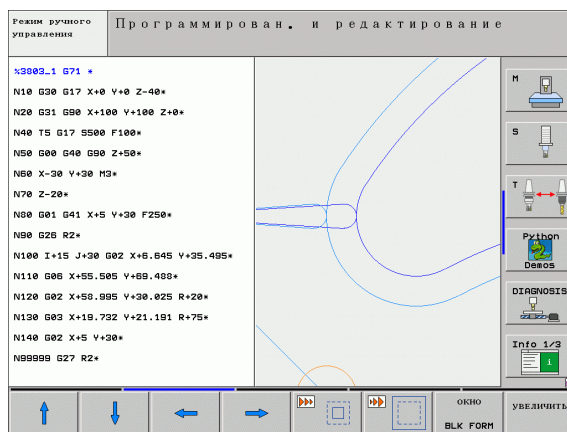 Режим ручного
управления
Программирован. и редактирование
%3803_1 G71 *
N10 G30 G17 X+0 Y+0 Z-40*
N20 G31 G90 X+100 Y+100 Z+0*
N40 T5 G17 S500 F100*
N50 G00 G40 G90 Z+50*
N60 X-30 Y+30 M3*
N70 Z-20*
N80 G01 G41 X+5 Y+30 F250*
N90 G26 R2*
N100 I+15 J+30 G02 X+6.645 Y+35.495*
N110 G06 X+55.505 Y+69.488*
N120 G02 X+58.995 Y+30.025 R+20*
N130 G03 X+19.732 Y+21.191 R+75*
N140 G02 X+5 Y+30*
N99999 G27 R2*
M
S
T
Python
Demos
DIAGNOSIS
Info 1/3
i
ОКНО
BLK FORM
УВЕЛИЧИТЬ